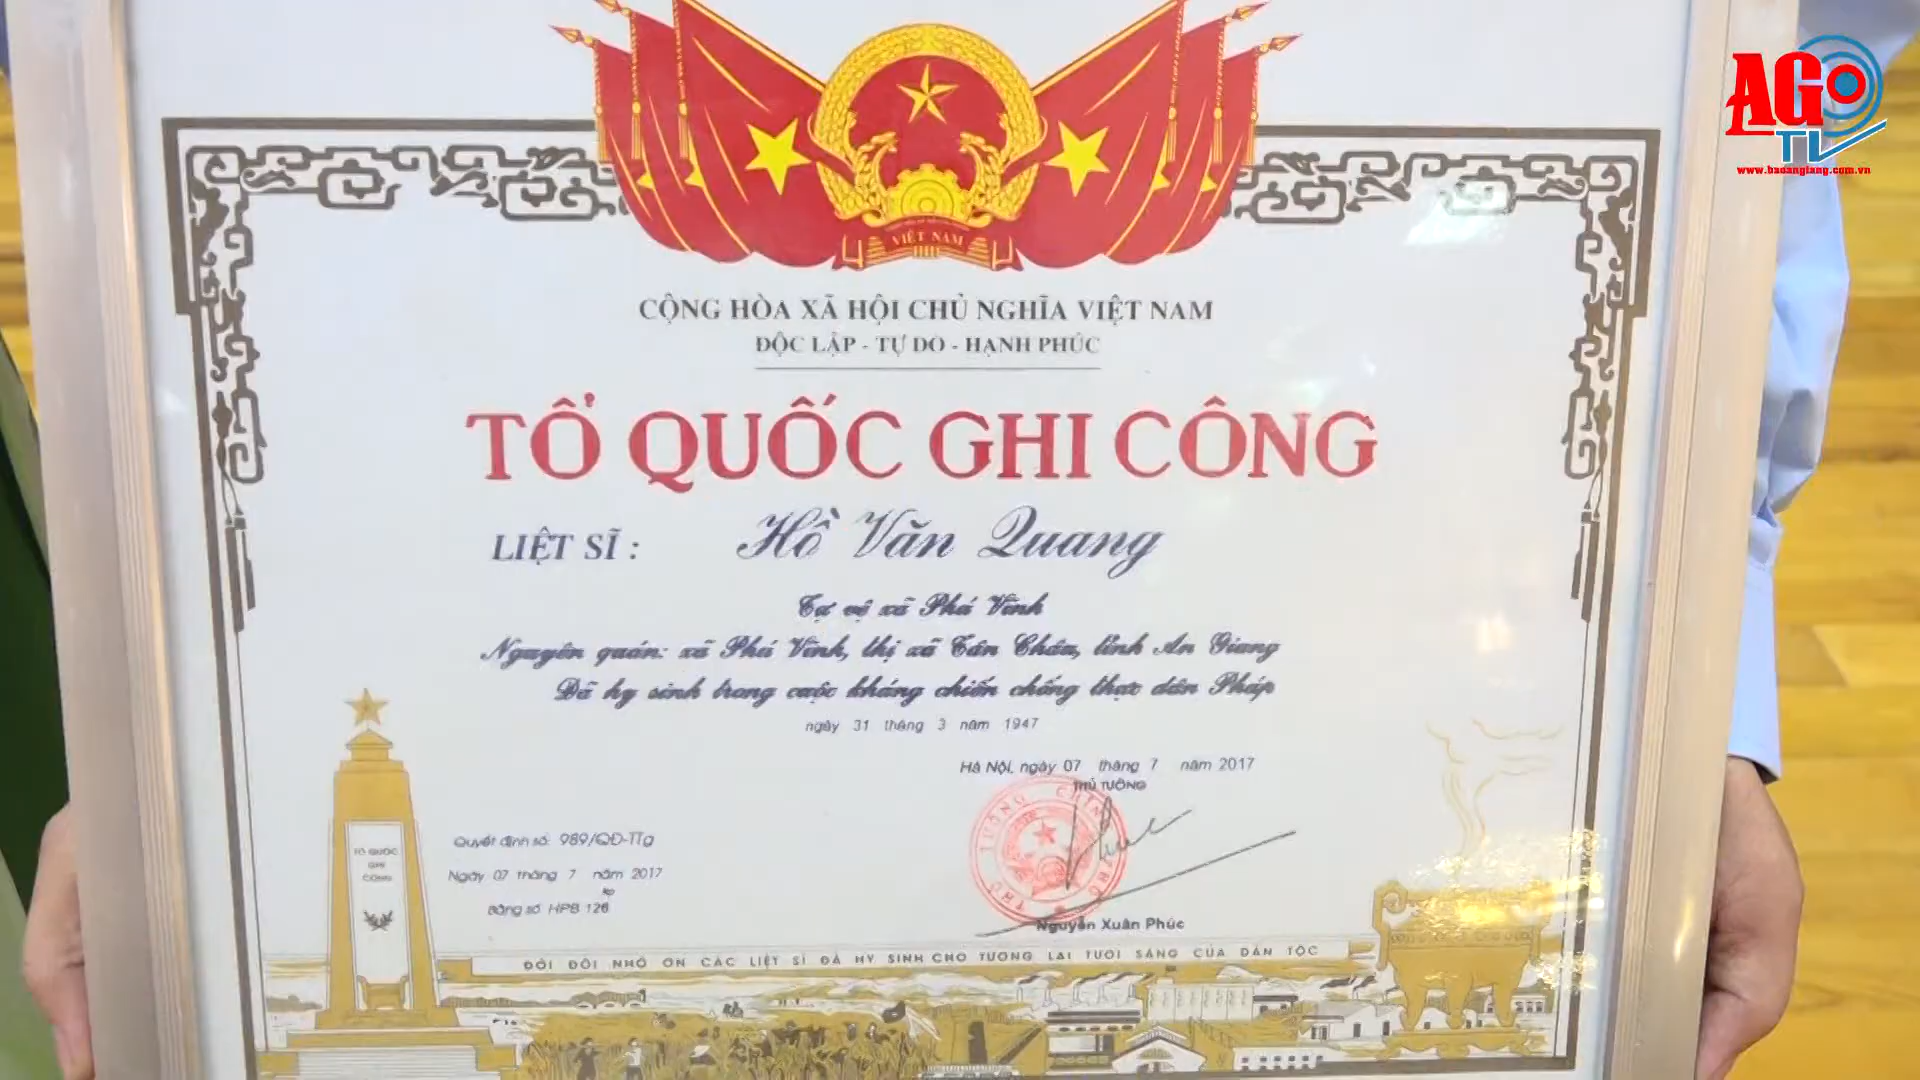 AG
TV
www.baoangiang.com.vn
VIỆT NAM
CỘNG HÒA XÃ HỘI CHỦ NGHĨA VIỆT NAM
ĐỘC LẬP - TỰ DO - HẠNH PHÚC
TỔ QUỐC GHI CÔNG
LIỆT SĨ : Hồ Văn Quang
Tự vệ xã Phú Vĩnh
Nguyên quán: xã Phú Vĩnh, thị xã Tân Châu, tỉnh An Giang
Đã hy sinh trong cuộc kháng chiến chống thực dân Pháp
ngày 31 tháng 3 năm 1947
Hà Nội, ngày 07 tháng 7 năm 2017
THỦ TƯỚNG
Quyết định số: 989/QĐ-TTg
Ngày 07 tháng 7 năm 2017
Bằng số: HPB 126
Nguyễn Xuân Phúc
TỔ QUỐC
GHI
CÔNG
ĐỜI ĐỜI NHỚ ƠN CÁC LIỆT SĨ ĐÃ HY SINH CHO TƯƠNG LAI TƯƠI SÁNG CỦA DÂN TỘC